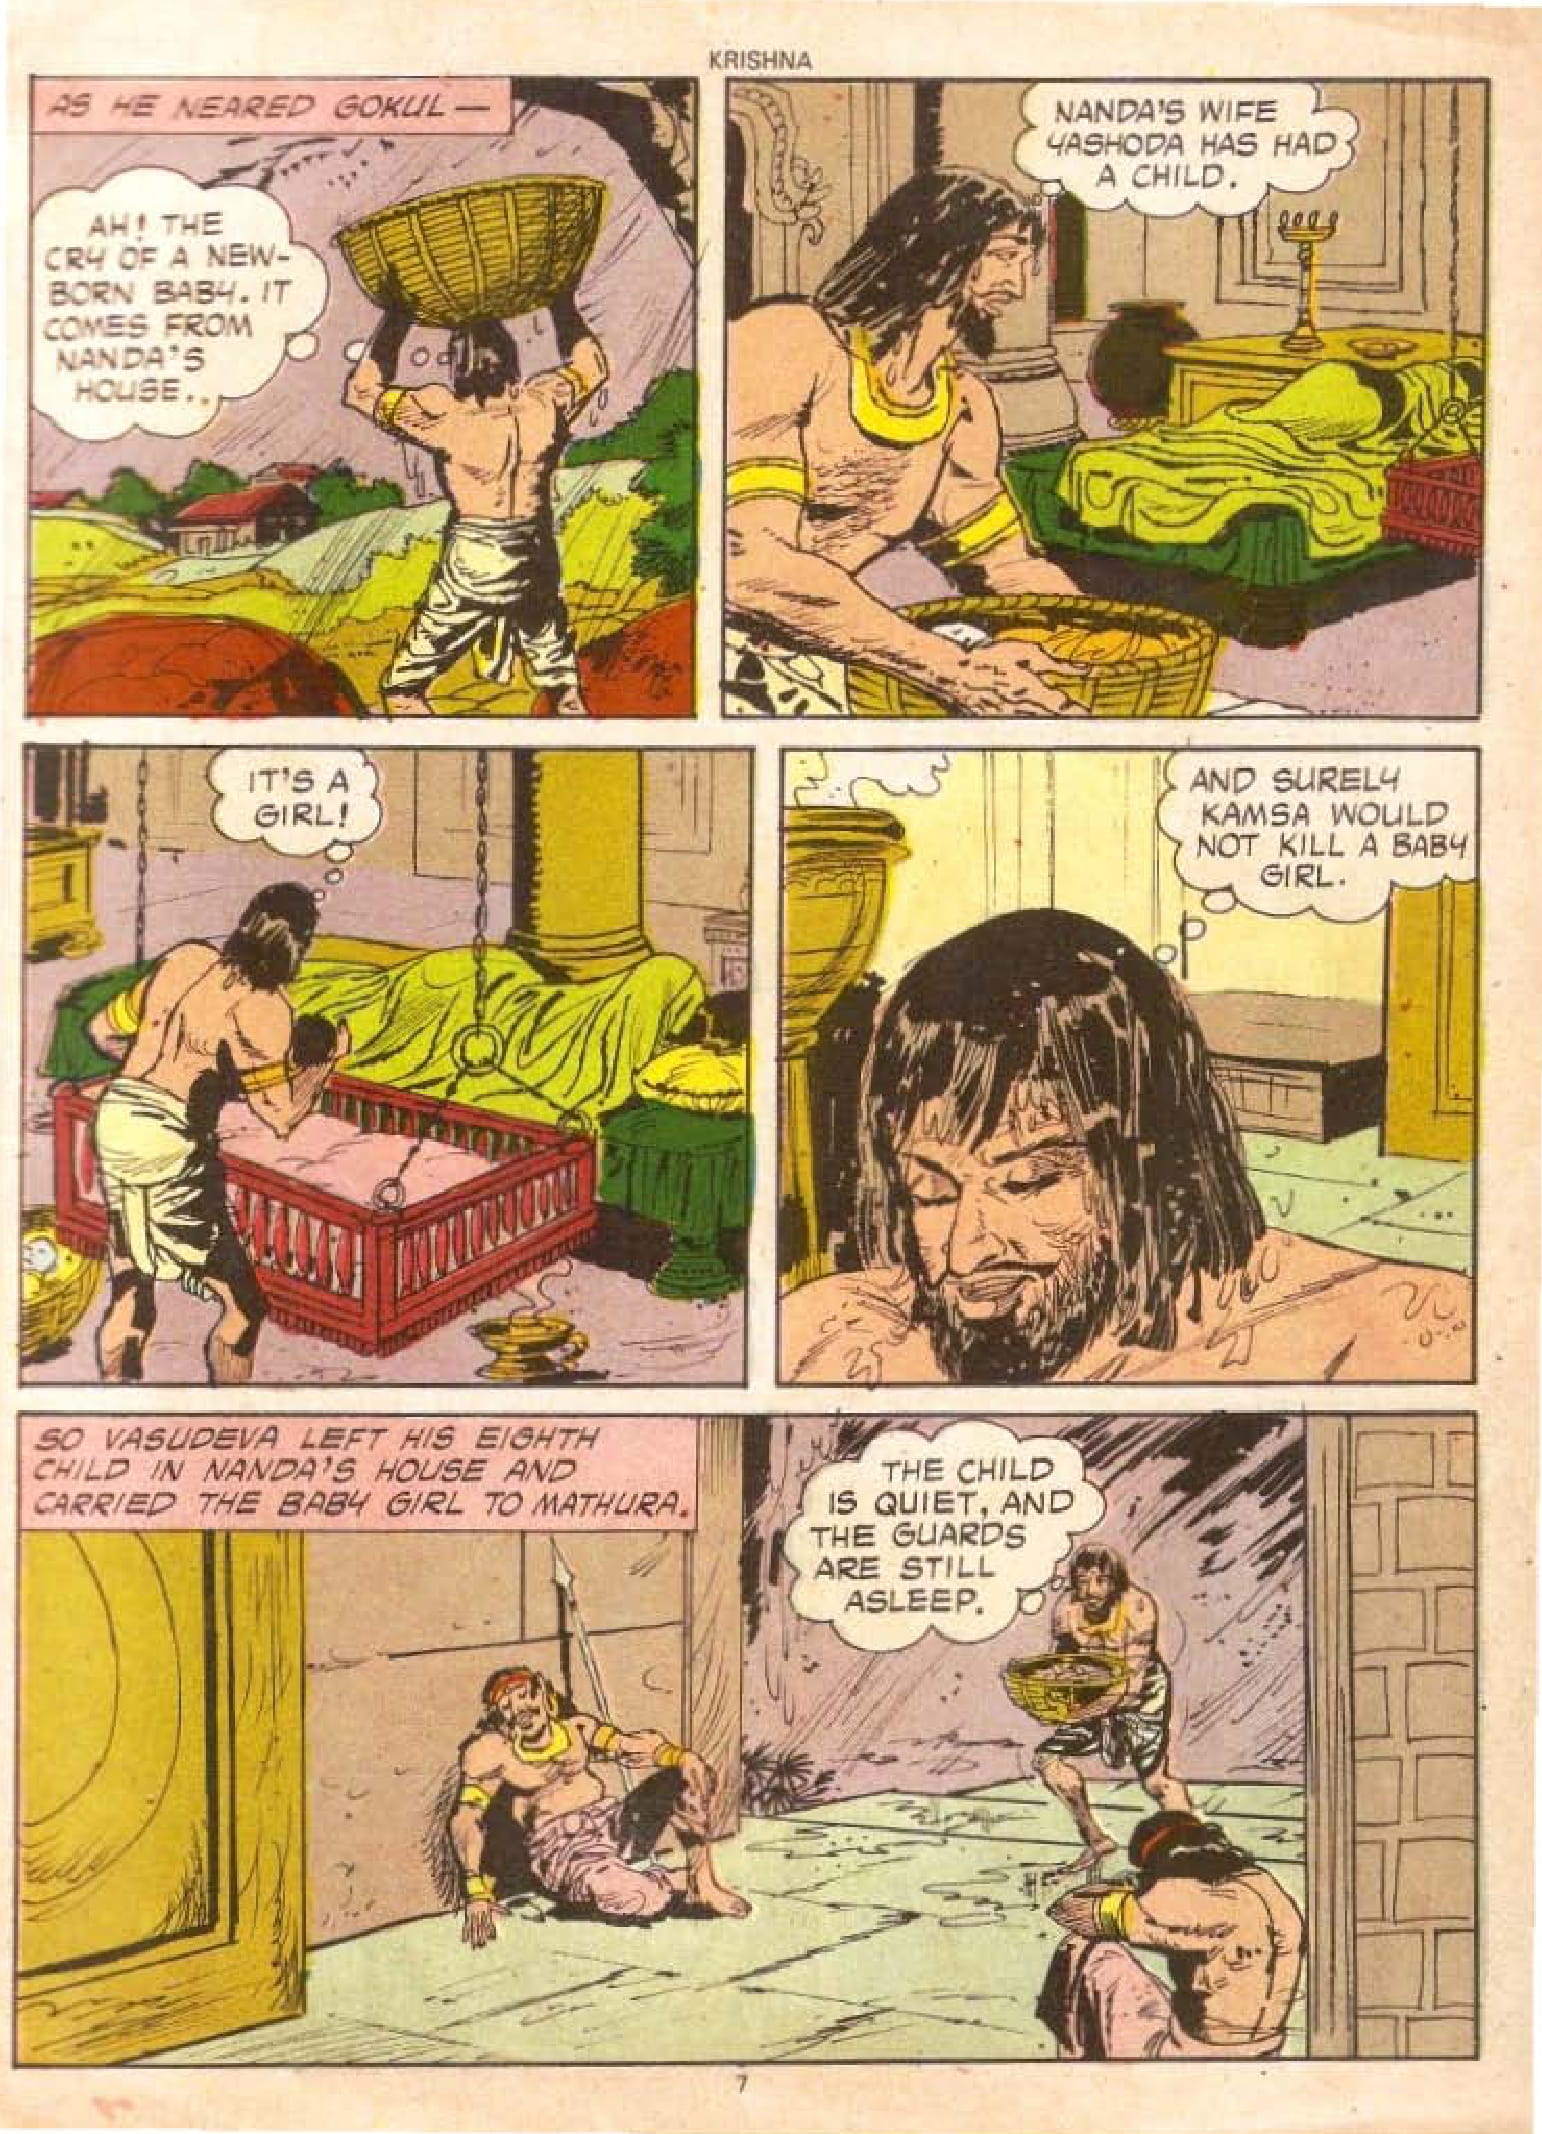 KRISHNA
AS HE NEARED GOKUL —
AH! THE
CRY OF A NEW-
BORN BABY. IT
COMES FROM
NANDA'S
HOUSE..
NANDA'S WIFE
YASHODA HAS HAD
A CHILD.
IT'S A
GIRL!
AND SURELY
KAMSA WOULD
NOT KILL A BABY
GIRL.
SO VASUDEVA LEFT HIS EIGHTH
CHILD IN NANDA'S HOUSE AND
CARRIED THE BABY GIRL TO MATHURA.
THE CHILD
IS QUIET, AND
THE GUARDS
ARE STILL
ASLEEP.
7